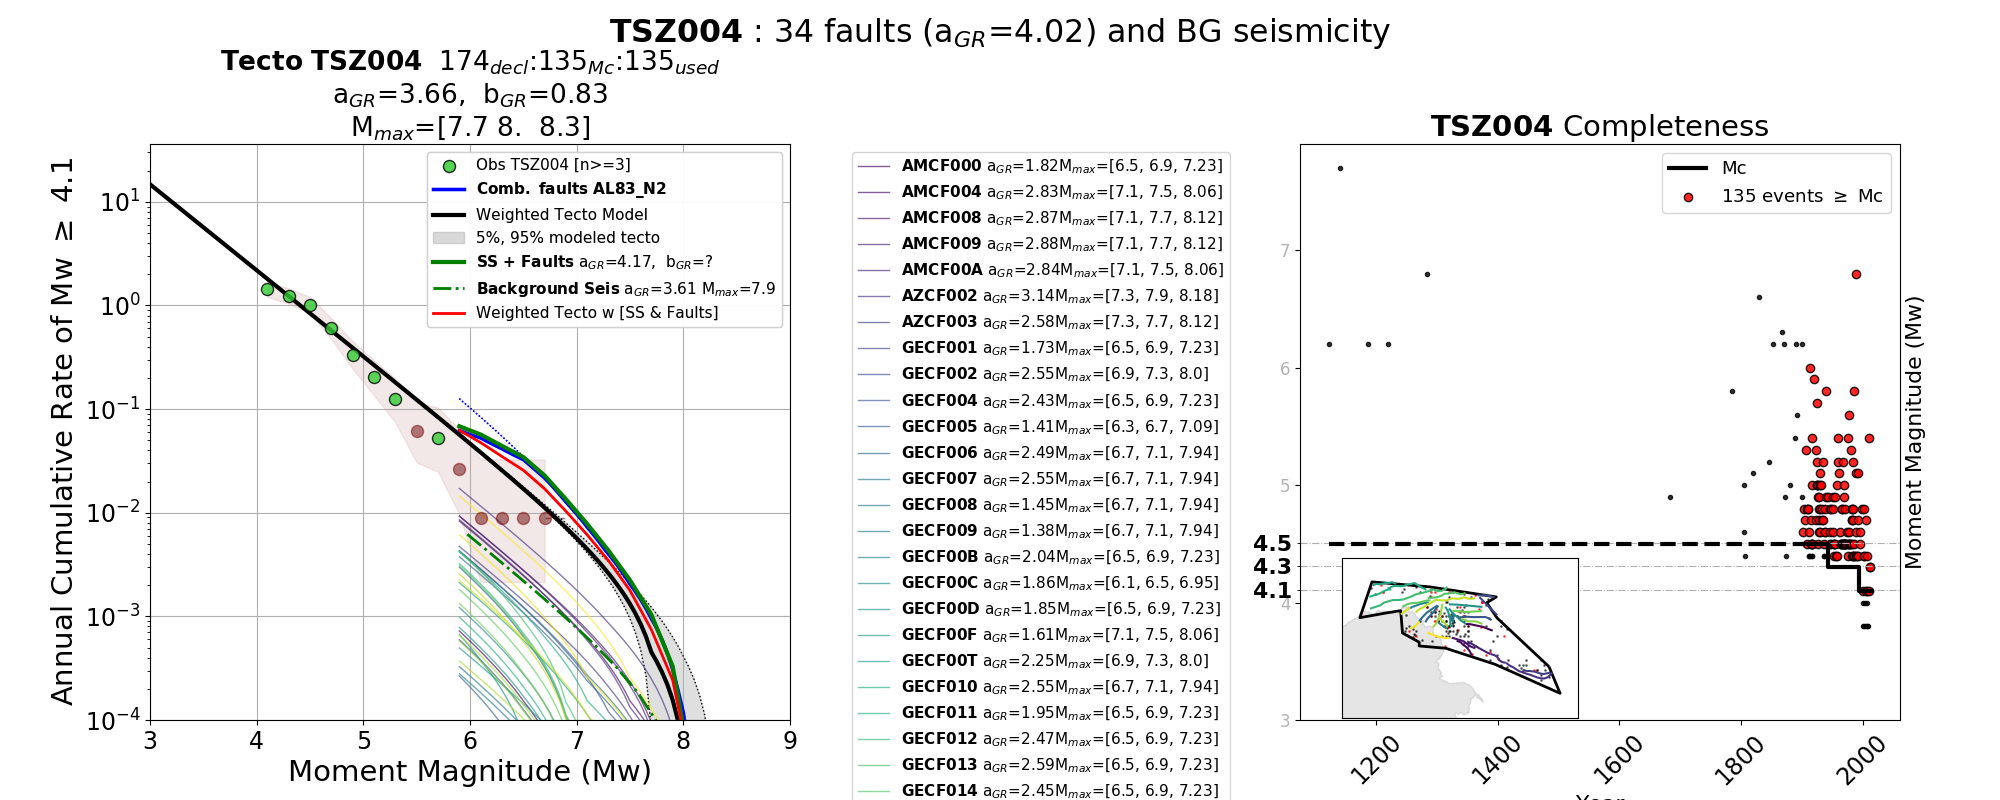 TSZ004 : 34 faults (aGR=4.02) and BG seismicity
Tecto TSZ004 174decl:135Mc:135used
aGR=3.66, bGR=0.83
Mmax=[7.7 8. 8.3]
Annual Cumulative Rate of Mw ≥ 4.1
10^1
10^0
10^-1
10^-2
10^-3
10^-4
3 4 5 6 7 8 9
Moment Magnitude (Mw)
Obs TSZ004 [n>=3]
Comb. faults AL83_N2
Weighted Tecto Model
5%, 95% modeled tecto
SS + Faults aGR=4.17, bGR=?
Background Seis aGR=3.61 Mmax=7.9
Weighted Tecto w [SS & Faults]
AMCF000 aGR=1.82Mmax=[6.5, 6.9, 7.23]
AMCF004 aGR=2.83Mmax=[7.1, 7.5, 8.06]
AMCF008 aGR=2.87Mmax=[7.1, 7.7, 8.12]
AMCF009 aGR=2.88Mmax=[7.1, 7.7, 8.12]
AMCF00A aGR=2.84Mmax=[7.1, 7.5, 8.06]
AZCF002 aGR=3.14Mmax=[7.3, 7.9, 8.18]
AZCF003 aGR=2.58Mmax=[7.3, 7.7, 8.12]
GECF001 aGR=1.73Mmax=[6.5, 6.9, 7.23]
GECF002 aGR=2.55Mmax=[6.9, 7.3, 8.0]
GECF004 aGR=2.43Mmax=[6.5, 6.9, 7.23]
GECF005 aGR=1.41Mmax=[6.3, 6.7, 7.09]
GECF006 aGR=2.49Mmax=[6.7, 7.1, 7.94]
GECF007 aGR=2.55Mmax=[6.7, 7.1, 7.94]
GECF008 aGR=1.45Mmax=[6.7, 7.1, 7.94]
GECF009 aGR=1.38Mmax=[6.7, 7.1, 7.94]
GECF00B aGR=2.04Mmax=[6.5, 6.9, 7.23]
GECF00C aGR=1.86Mmax=[6.1, 6.5, 6.95]
GECF00D aGR=1.85Mmax=[6.5, 6.9, 7.23]
GECF00F aGR=1.61Mmax=[7.1, 7.5, 8.06]
GECF00T aGR=2.25Mmax=[6.9, 7.3, 8.0]
GECF010 aGR=2.55Mmax=[6.7, 7.1, 7.94]
GECF011 aGR=1.95Mmax=[6.5, 6.9, 7.23]
GECF012 aGR=2.47Mmax=[6.5, 6.9, 7.23]
GECF013 aGR=2.59Mmax=[6.5, 6.9, 7.23]
GECF014 aGR=2.45Mmax=[6.5, 6.9, 7.23]
TSZ004 Completeness
Mc
135 events ≥ Mc
7
6
5
4.5
4.3
4.1
4
3
1200 1400 1600 1800 2000
Moment Magnitude (Mw)